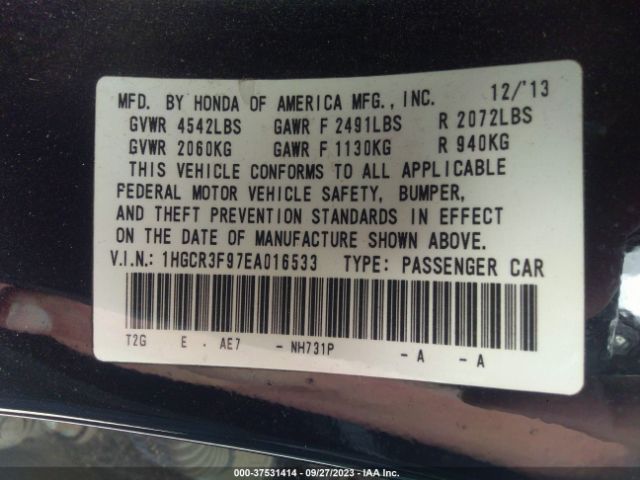 MFD. BY HONDA OF AMERICA MFG., INC. 12/'13
GVWR 4542LBS GAWR F 2491LBS R 2072LBS
GVWR 2060KG GAWR F 1130KG R 940KG
THIS VEHICLE CONFORMS TO ALL APPLICABLE
FEDERAL MOTOR VEHICLE SAFETY, BUMPER,
AND THEFT PREVENTION STANDARDS IN EFFECT
ON THE DATE OF MANUFACTURE SHOWN ABOVE.
V.I.N.: 1HGCR3F97EA016533 TYPE: PASSENGER CAR
T2G E . AE7 - NH731P - A - A
000-37531414 - 09/27/2023 - IAA Inc.